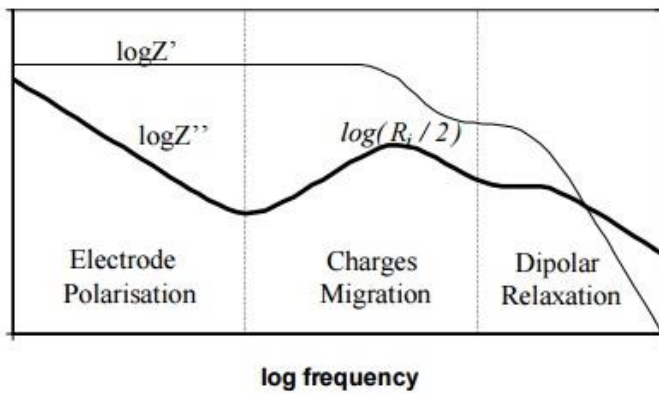 logZ’
logZ’’
log( Ri / 2)
Electrode
Polarisation
Charges
Migration
Dipolar
Relaxation
log frequency